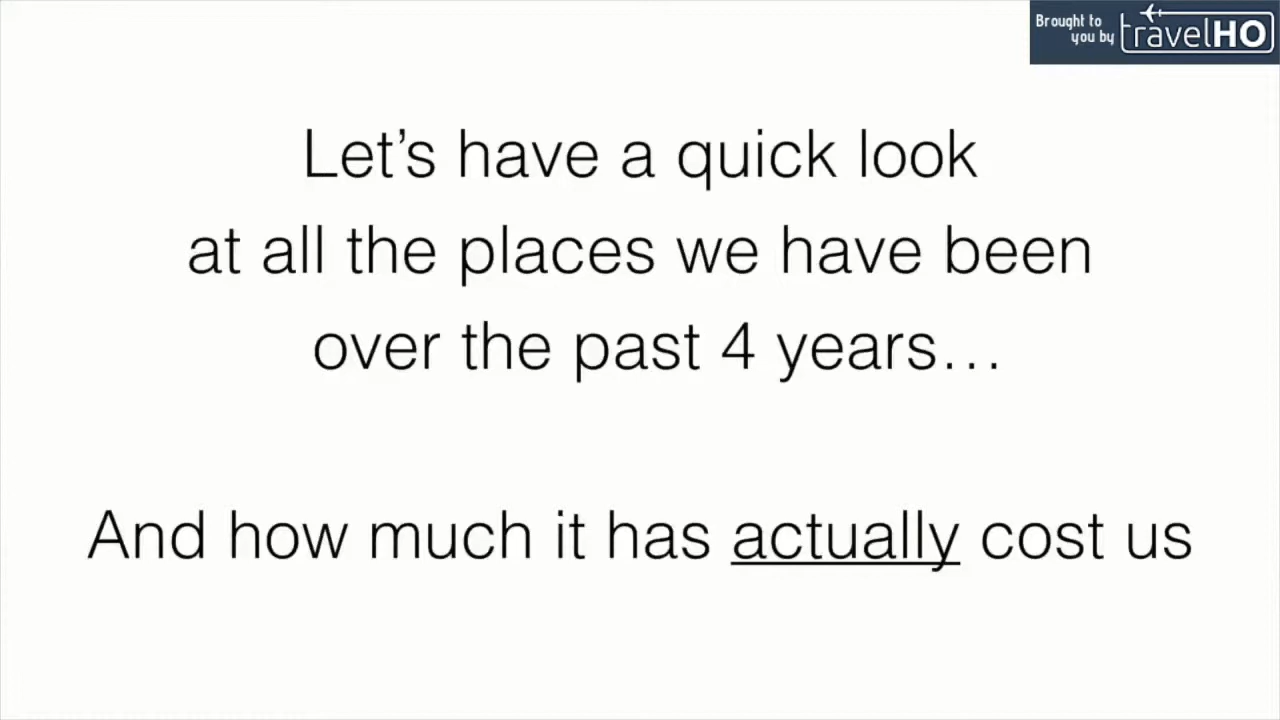 Brought to
you by travelHO
Let’s have a quick look
at all the places we have been
over the past 4 years…
And how much it has actually cost us